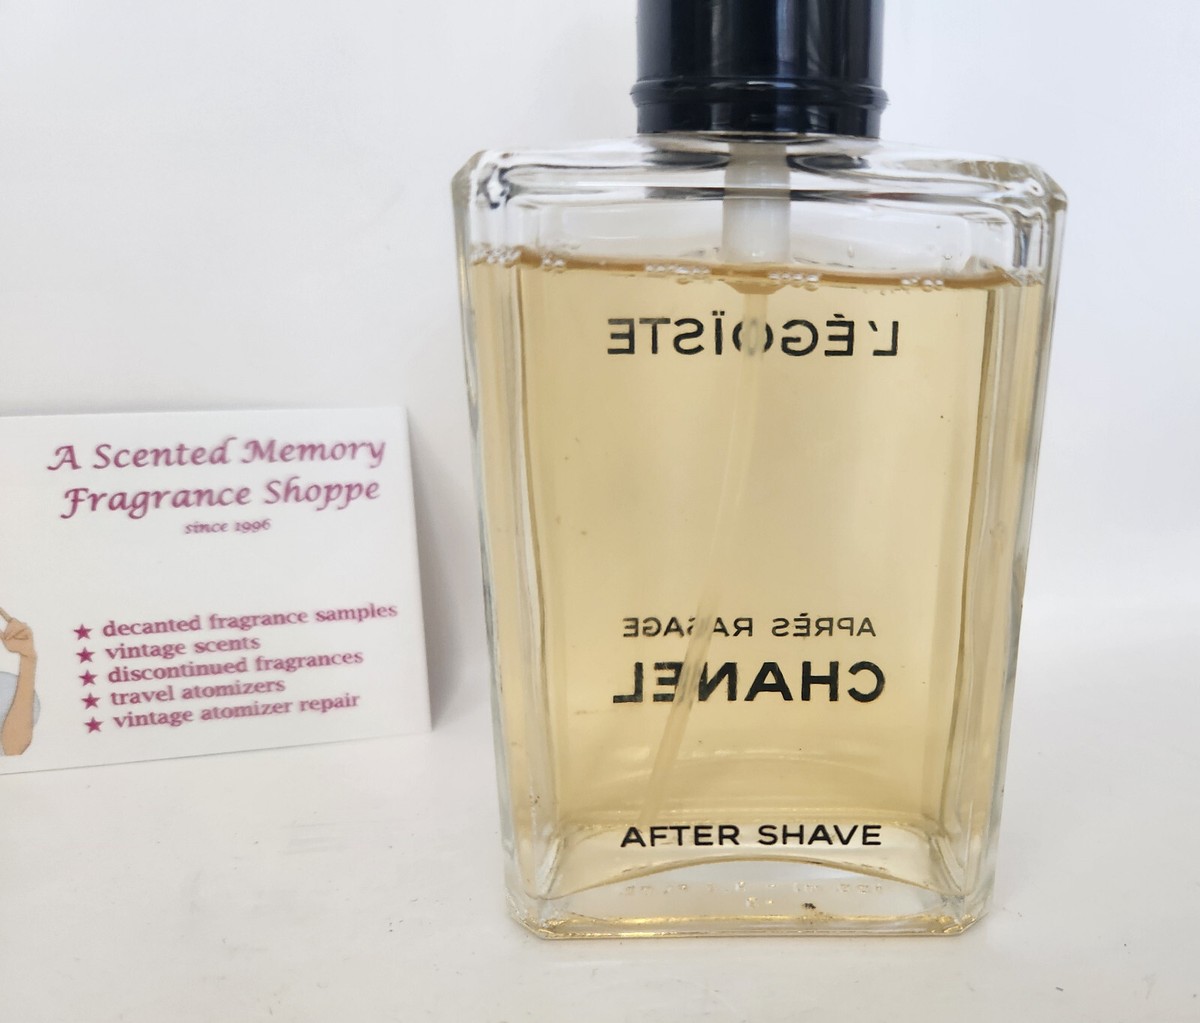 A Scented Memory
Fragrance Shoppe
since 1996
★ decanted fragrance samples
★ vintage scents
★ discontinued fragrances
★ travel atomizers
★ vintage atomizer repair
L'ÉGOÏSTE
APRÈS RASAGE
CHANEL
AFTER SHAVE